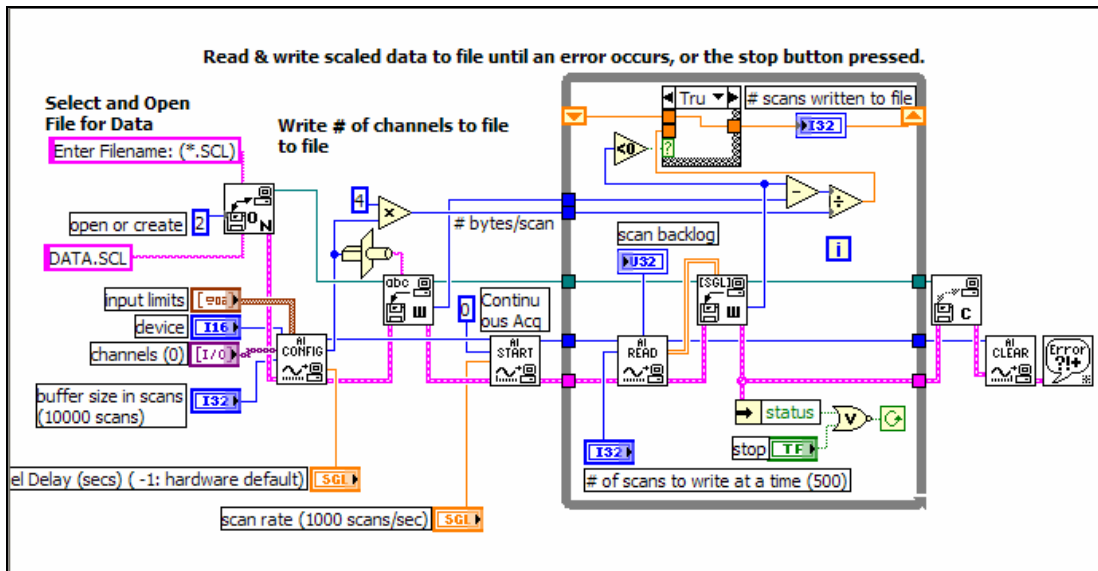 Read & write scaled data to file until an error occurs, or the stop button pressed.
Select and Open
File for Data
Write # of channels to file
to file
Enter Filename: (*.SCL)
open or create
2
O
N
DATA.SCL
4
×
# bytes/scan
abc
W
input limits
device
I16
channels (0)
[I/O]
AI
CONFIG
buffer size in scans
(10000 scans)
I32
el Delay (secs) ( -1: hardware default)
SGL
scan rate (1000 scans/sec)
SGL
0
Continu
ous Acq
AI
START
Tru
# scans written to file
I32
<0
?
-
÷
i
scan backlog
U32
[SGL]
W
AI
READ
I32
# of scans to write at a time (500)
status
V
stop
TF
C
AI
CLEAR
Error
?!+